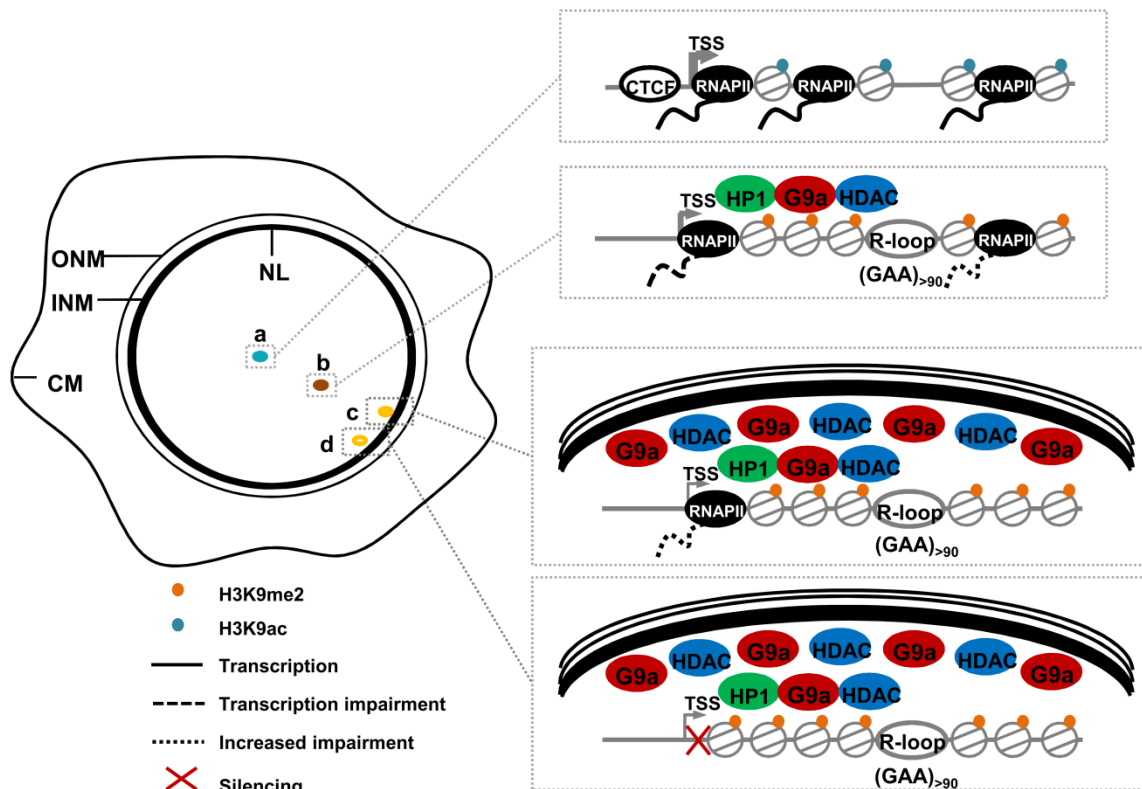 ONM
INM
CM
NL
a
b
c
d
H3K9me2
H3K9ac
Transcription
Transcription impairment
Increased impairment
Silencing
TSS
CTCF RNAPII RNAPII RNAPII
TSS HP1 G9a HDAC
RNAPII R-loop RNAPII
(GAA)>90
G9a HDAC G9a HDAC G9a HDAC G9a
TSS HP1 G9a HDAC
RNAPII R-loop
(GAA)>90
G9a HDAC G9a HDAC G9a HDAC G9a
TSS HP1 G9a HDAC
R-loop
(GAA)>90